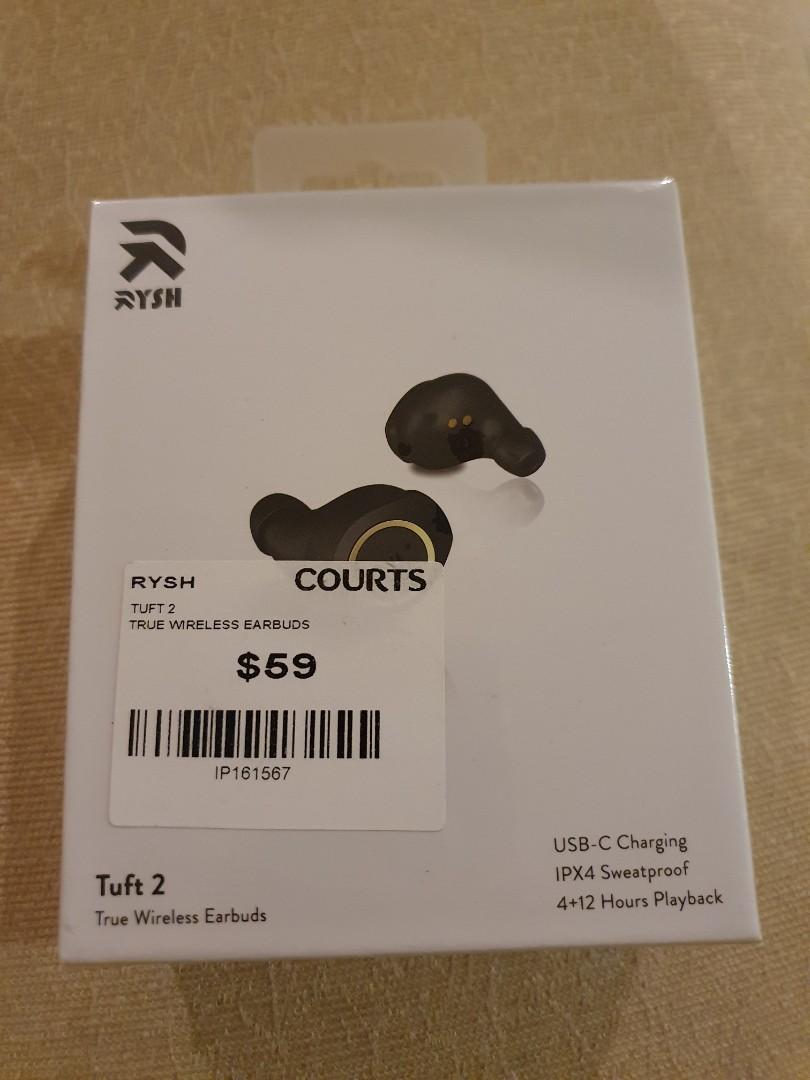 RYSH
RYSH COURTS
TUFT 2
TRUE WIRELESS EARBUDS
$59
IP161567
Tuft 2
True Wireless Earbuds
USB-C Charging
IPX4 Sweatproof
4+12 Hours Playback